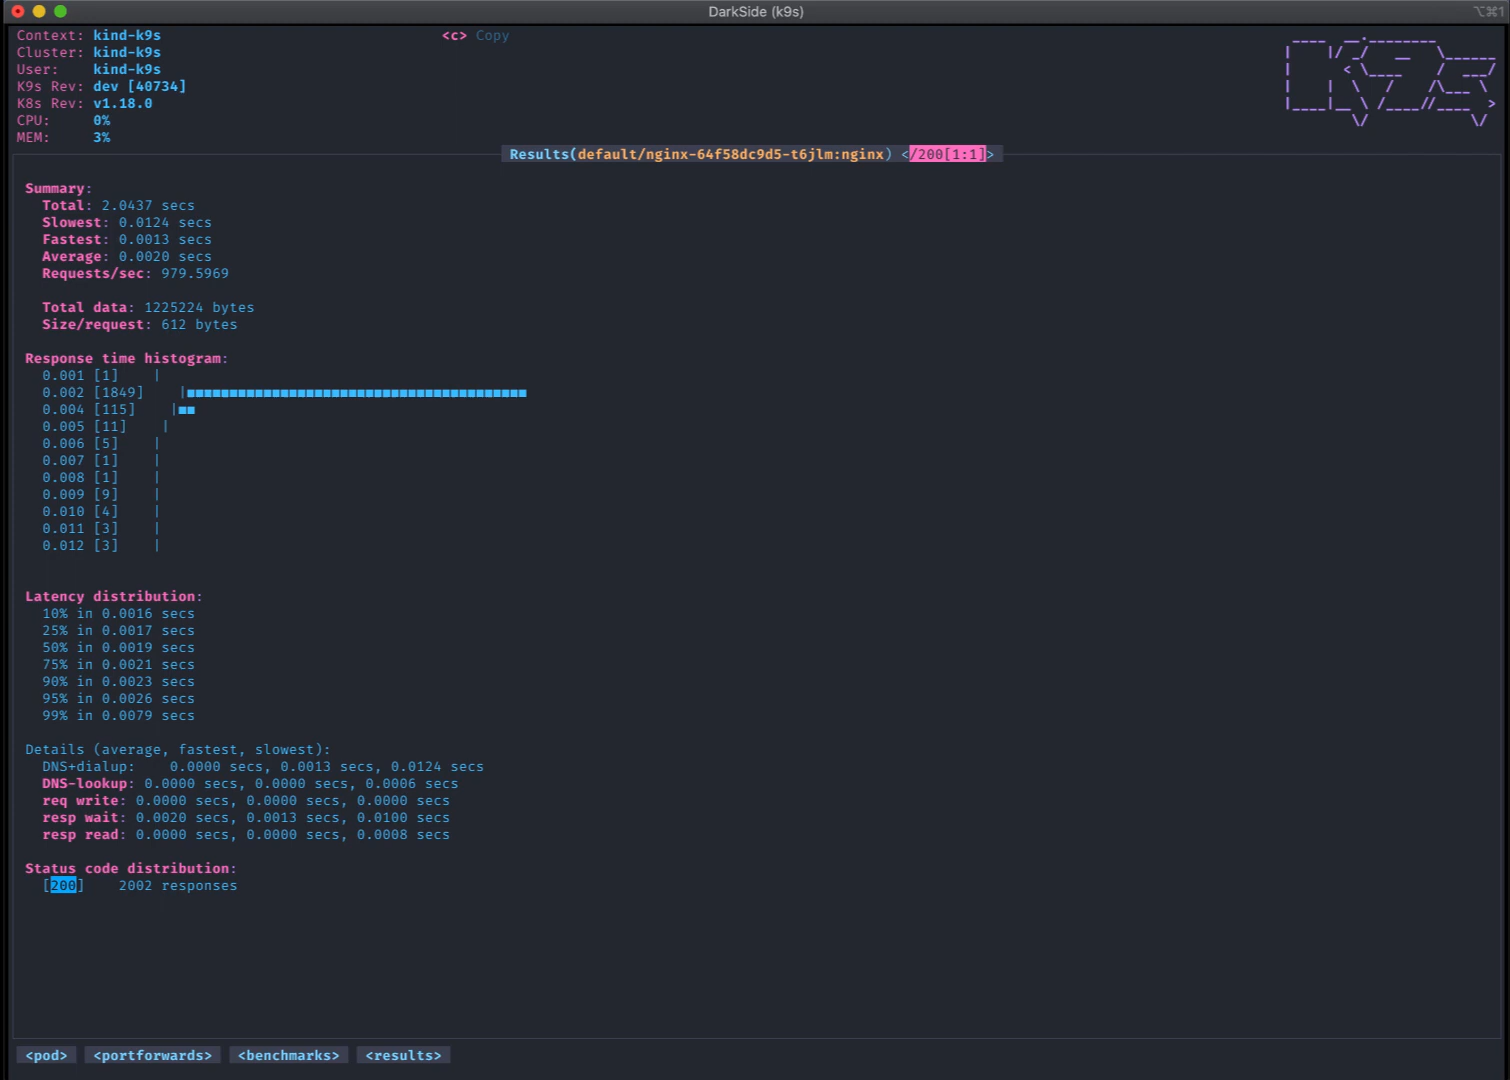 DarkSide (k9s)
⌥⌘1
Context: kind-k9s
<c> Copy
Cluster: kind-k9s
User: kind-k9s
K9s Rev: dev [40734]
K8s Rev: v1.18.0
CPU: 0%
MEM: 3%
Results(default/nginx-64f58dc9d5-t6jlm:nginx) </200[1:1]>
Summary:
Total: 2.0437 secs
Slowest: 0.0124 secs
Fastest: 0.0013 secs
Average: 0.0020 secs
Requests/sec: 979.5969
Total data: 1225224 bytes
Size/request: 612 bytes
Response time histogram:
0.001 [1] |
0.002 [1849] |■■■■■■■■■■■■■■■■■■■■■■■■■■■■■■■■■■■■■■■■
0.004 [115] |■■
0.005 [11] |
0.006 [5] |
0.007 [1] |
0.008 [1] |
0.009 [9] |
0.010 [4] |
0.011 [3] |
0.012 [3] |
Latency distribution:
10% in 0.0016 secs
25% in 0.0017 secs
50% in 0.0019 secs
75% in 0.0021 secs
90% in 0.0023 secs
95% in 0.0026 secs
99% in 0.0079 secs
Details (average, fastest, slowest):
DNS+dialup: 0.0000 secs, 0.0013 secs, 0.0124 secs
DNS-lookup: 0.0000 secs, 0.0000 secs, 0.0006 secs
req write: 0.0000 secs, 0.0000 secs, 0.0000 secs
resp wait: 0.0020 secs, 0.0013 secs, 0.0100 secs
resp read: 0.0000 secs, 0.0000 secs, 0.0008 secs
Status code distribution:
[200] 2002 responses
<pod> <portforwards> <benchmarks> <results>